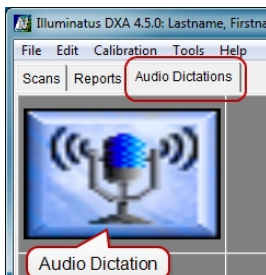 Illuminatus DXA 4.5.0: Lastname, Firstna
File Edit Calibration Tools Help
Scans Reports Audio Dictations
Audio Dictation